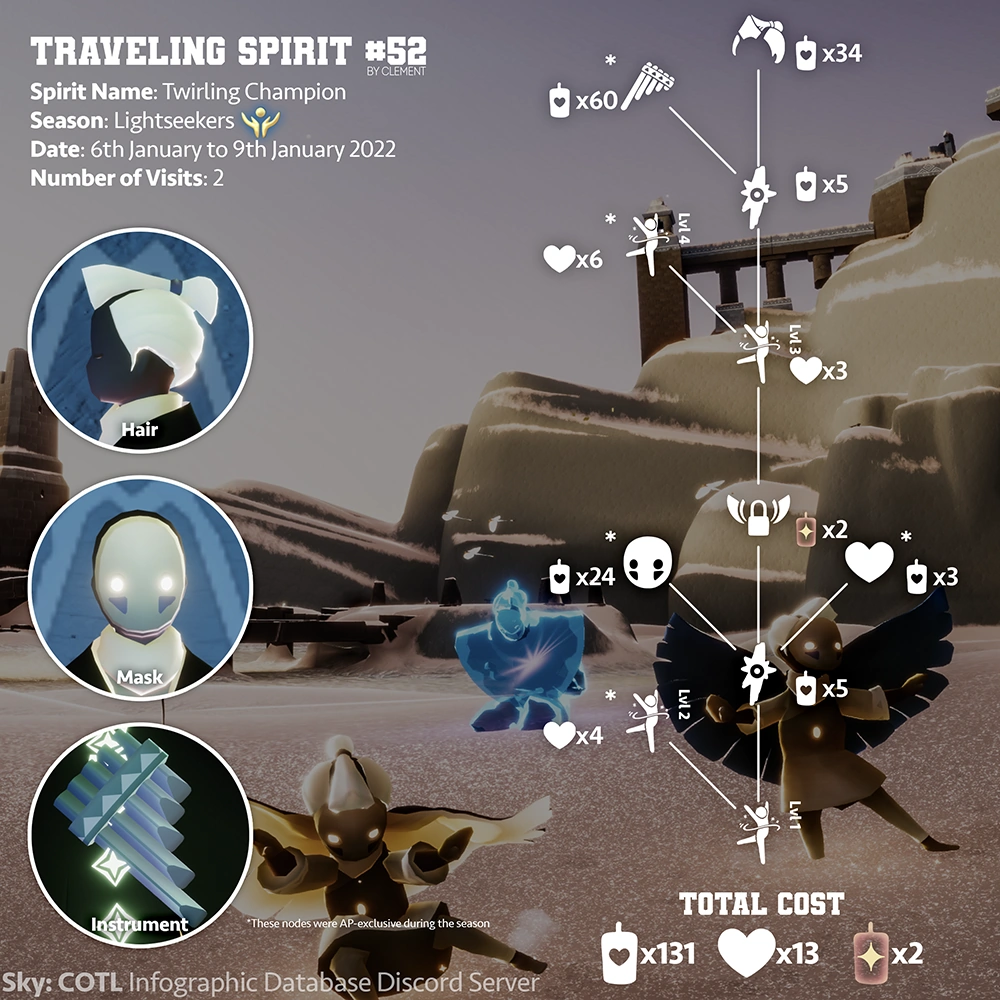 TRAVELING SPIRIT #52
BY CLEMENT
Spirit Name: Twirling Champion
Season: Lightseekers
Date: 6th January to 9th January 2022
Number of Visits: 2
x34
*
x60
x5
*
Lvl 4
x6
Lvl 3
x3
x2
*
x24
*
x3
x5
*
Lvl 2
x4
Lvl 1
Hair
Mask
Instrument
*These nodes were AP-exclusive during the season
TOTAL COST
x131 x13 x2
Sky: COTL Infographic Database Discord Server